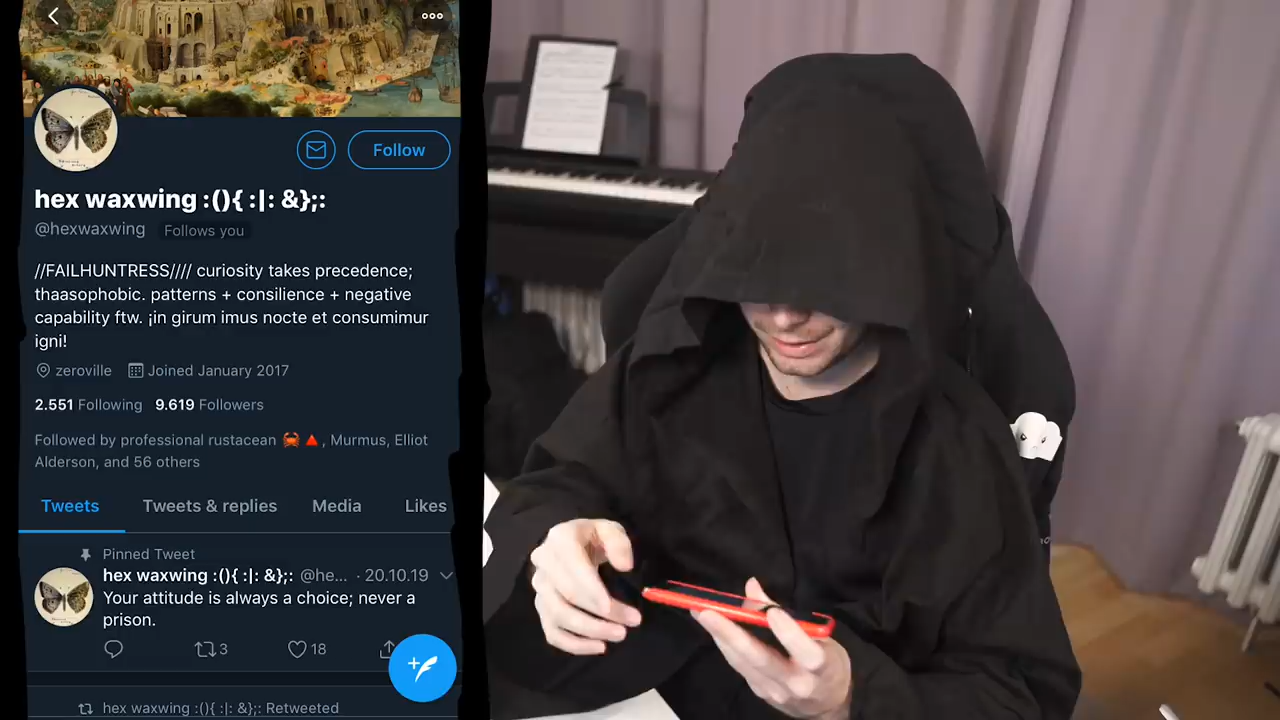 Follow
hex waxwing :(){ :|: &};:
@hexwaxwing Follows you
//FAILHUNTRESS//// curiosity takes precedence;
thaasophobic. patterns + consilience + negative
capability ftw. ¡in girum imus nocte et consumimur
igni!
zeroville Joined January 2017
2.551 Following 9.619 Followers
Followed by professional rustacean 🦀🔺, Murmus, Elliot
Alderson, and 56 others
Tweets Tweets & replies Media Likes
Pinned Tweet
hex waxwing :(){ :|: &};: @he... · 20.10.19
Your attitude is always a choice; never a
prison.
3 18
hex waxwing :(){ :|: &};: Retweeted